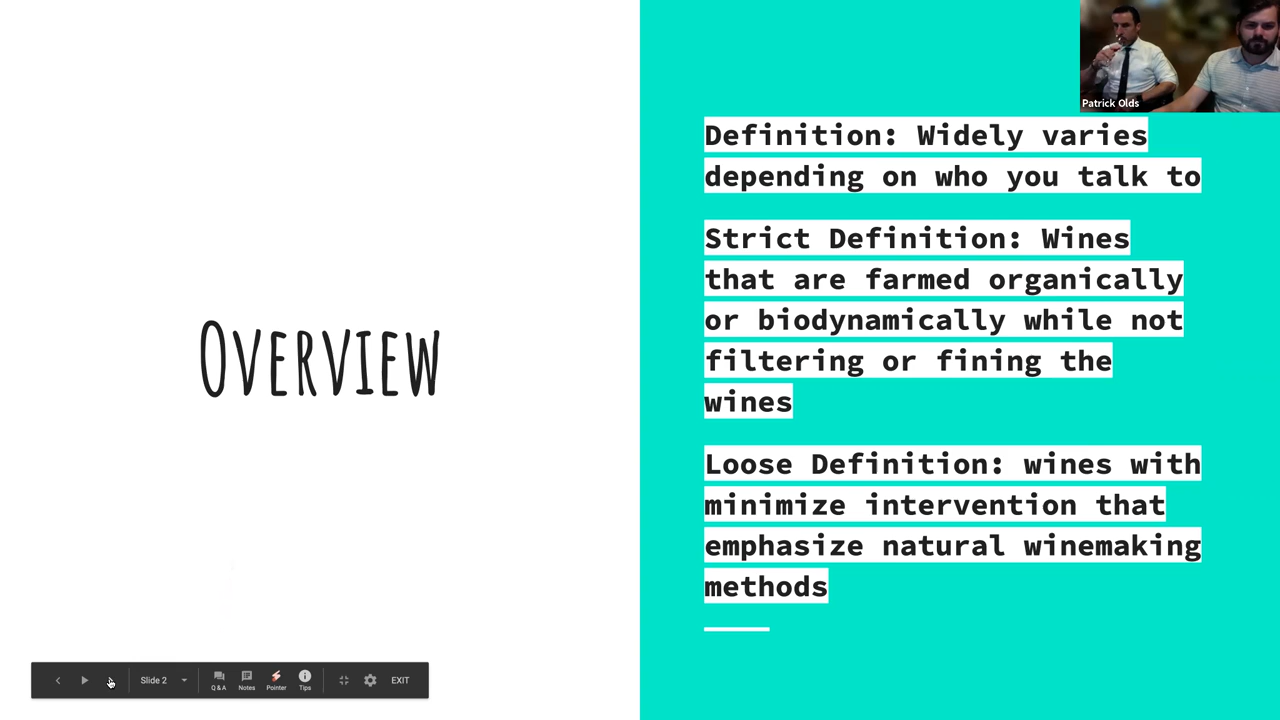 Patrick Olds
Definition: Widely varies
depending on who you talk to
Strict Definition: Wines
that are farmed organically
or biodynamically while not
filtering or fining the
wines
Overview
Loose Definition: wines with
minimize intervention that
emphasize natural winemaking
methods
Slide 2
Q & A
Notes
Pointer
Tips
EXIT